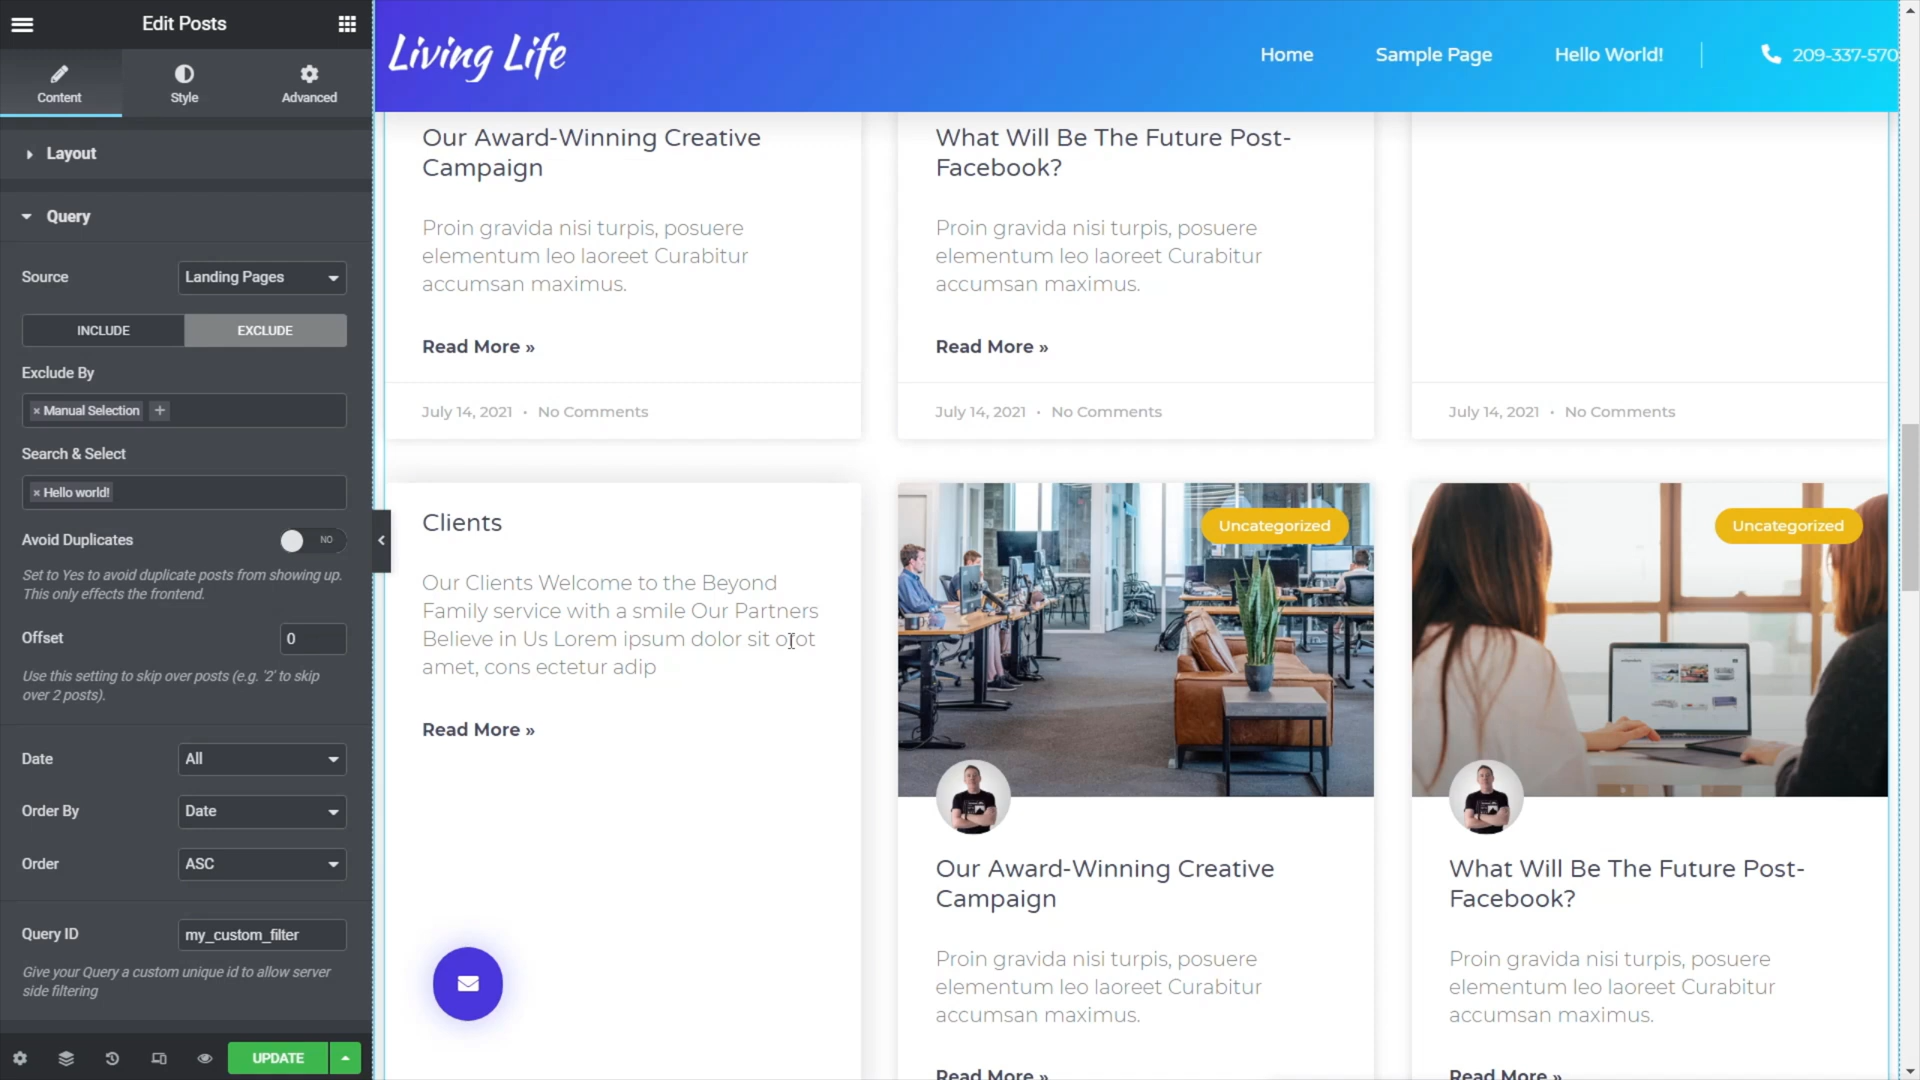 Edit Posts
Content
Style
Advanced
Layout
Query
Source
Landing Pages
INCLUDE
EXCLUDE
Exclude By
× Manual Selection +
Search & Select
× Hello world!
Avoid Duplicates
NO
Set to Yes to avoid duplicate posts from showing up.
This only effects the frontend.
Offset
0
Use this setting to skip over posts (e.g. '2' to skip
over 2 posts).
Date
All
Order By
Date
Order
ASC
Query ID
my_custom_filter
Give your Query a custom unique id to allow server
side filtering
UPDATE
Living Life
Home
Sample Page
Hello World!
209-337-570
Our Award-Winning Creative
Campaign
Proin gravida nisi turpis, posuere
elementum leo laoreet Curabitur
accumsan maximus.
Read More »
July 14, 2021 • No Comments
What Will Be The Future Post-
Facebook?
Proin gravida nisi turpis, posuere
elementum leo laoreet Curabitur
accumsan maximus.
Read More »
July 14, 2021 • No Comments
July 14, 2021 • No Comments
Clients
Our Clients Welcome to the Beyond
Family service with a smile Our Partners
Believe in Us Lorem ipsum dolor sit
amet, cons ectetur adip
Read More »
Uncategorized
Our Award-Winning Creative
Campaign
Proin gravida nisi turpis, posuere
elementum leo laoreet Curabitur
accumsan maximus.
Read More »
Uncategorized
What Will Be The Future Post-
Facebook?
Proin gravida nisi turpis, posuere
elementum leo laoreet Curabitur
accumsan maximus.
Read More »